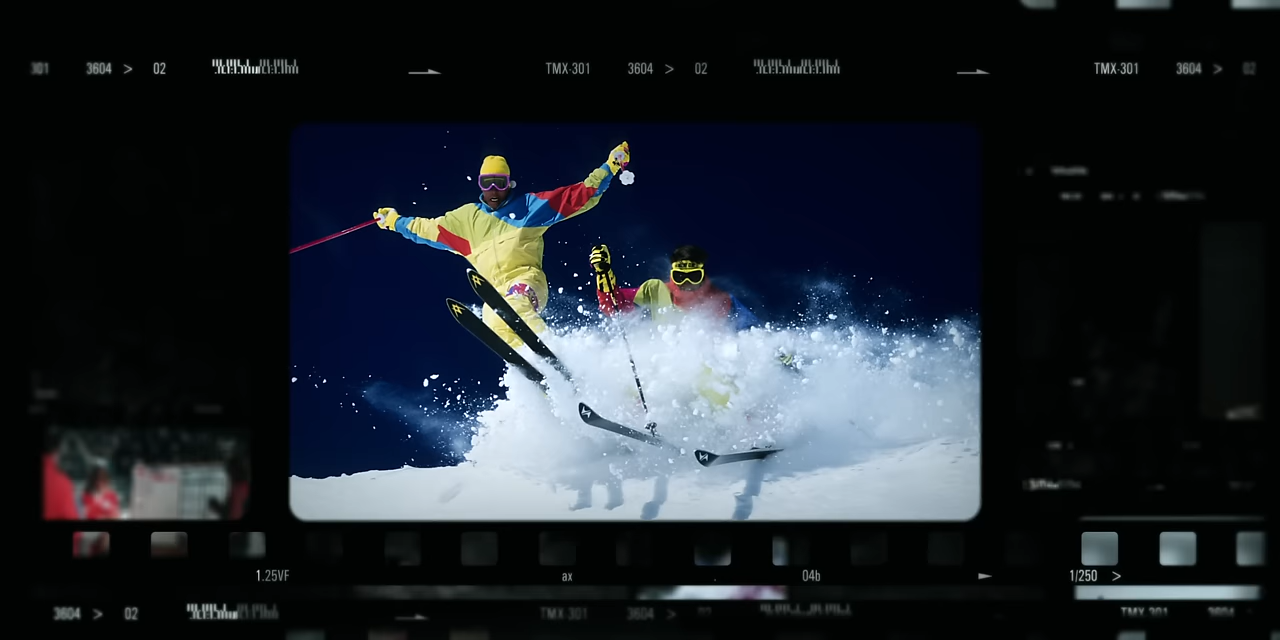 301 3604 > 02 TMX-301 3604 > 02 TMX-301 3604 > 02
1.25VF ax 04b 1/250 >
3604 > 02 TMX-301 3604 > 02 TMX-301 3604